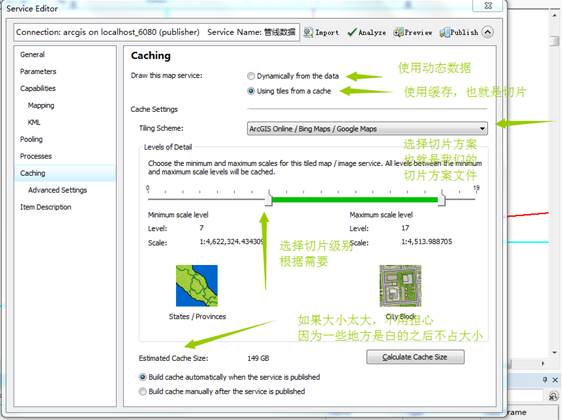 Service Editor
Connection: arcgis on localhost_6080 (publisher) Service Name: 管线数据
Import
Analyze
Preview
Publish
General
Parameters
Capabilities
Mapping
KML
Pooling
Processes
Caching
Advanced Settings
Item Description
Caching
Draw this map service:
Dynamically from the data
使用动态数据
Using tiles from a cache
使用缓存，也就是切片
Cache Settings
Tiling Scheme:
ArcGIS Online / Bing Maps / Google Maps
选择切片方案
也就是我们的
切片方案文件
Levels of Detail
Choose the minimum and maximum scales for this tiled map / image service. All levels between the minimum
and maximum scale levels will be cached.
0
19
Minimum scale level
Level: 7
Scale: 1:4,622,324.434309
Maximum scale level
Level: 17
Scale: 1:4,513.988705
选择切片级别
根据需要
States / Provinces
City Block
如果大小太大，不用担心
因为一些地方是白的之后不占大小
Estimated Cache Size: 149 GB
Calculate Cache Size
Build cache automatically when the service is published
Build cache manually after the service is published
rame